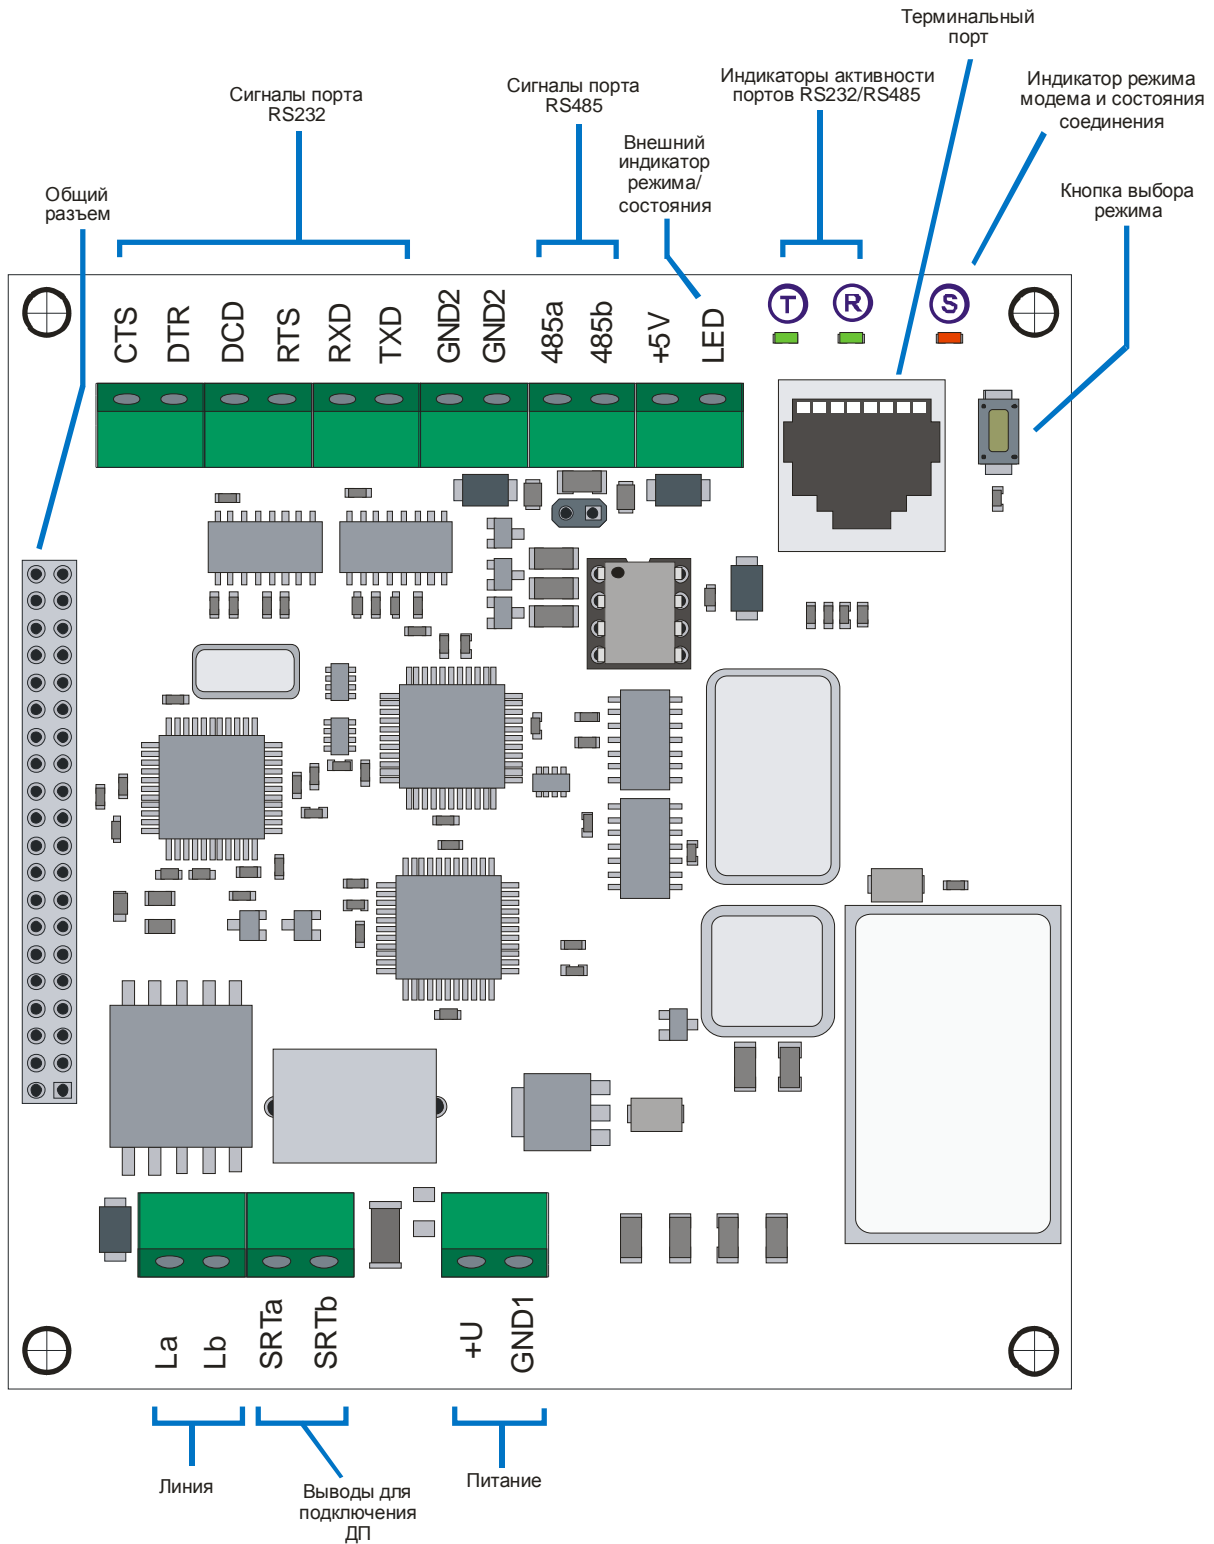 Терминальный
порт
Сигналы порта
RS232
Сигналы порта
RS485
Индикаторы активности
портов RS232/RS485
Индикатор режима
модема и состояния
соединения
Внешний
индикатор
режима/
состояния
Общий
разъем
Кнопка выбора
режима
CTS
DTR
DCD
RTS
RXD
TXD
GND2
GND2
485a
485b
+5V
LED
T
R
S
La
Lb
SRTa
SRTb
+U
GND1
Линия
Выводы для
подключения
ДП
Питание